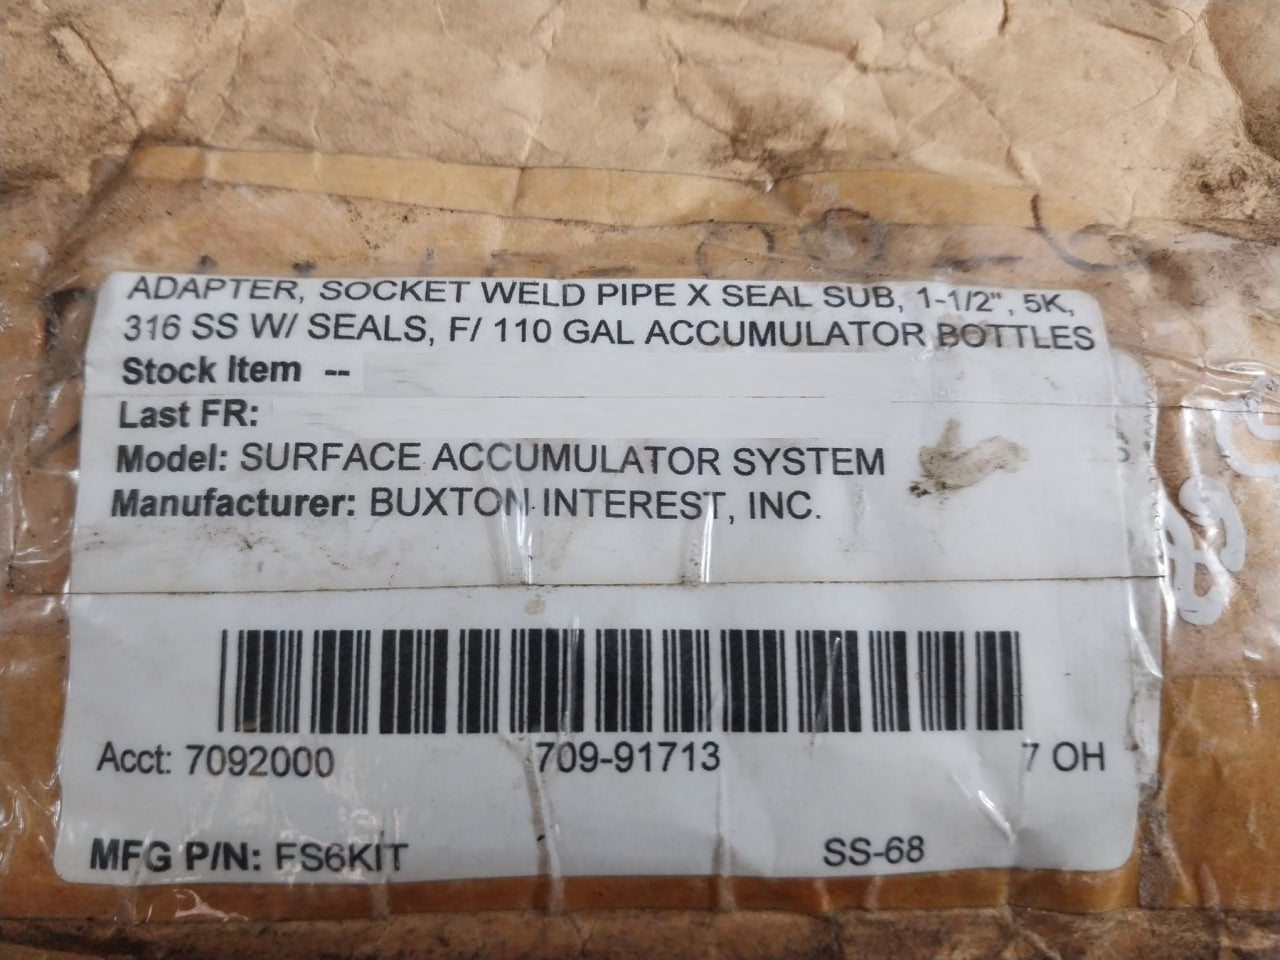 ADAPTER, SOCKET WELD PIPE X SEAL SUB, 1-1/2", 5K,
316 SS W/ SEALS, F/ 110 GAL ACCUMULATOR BOTTLES
Stock Item --
Last FR:
Model: SURFACE ACCUMULATOR SYSTEM
Manufacturer: BUXTON INTEREST, INC.
Acct: 7092000 709-91713 7 OH
MFG P/N: FS6KIT SS-68